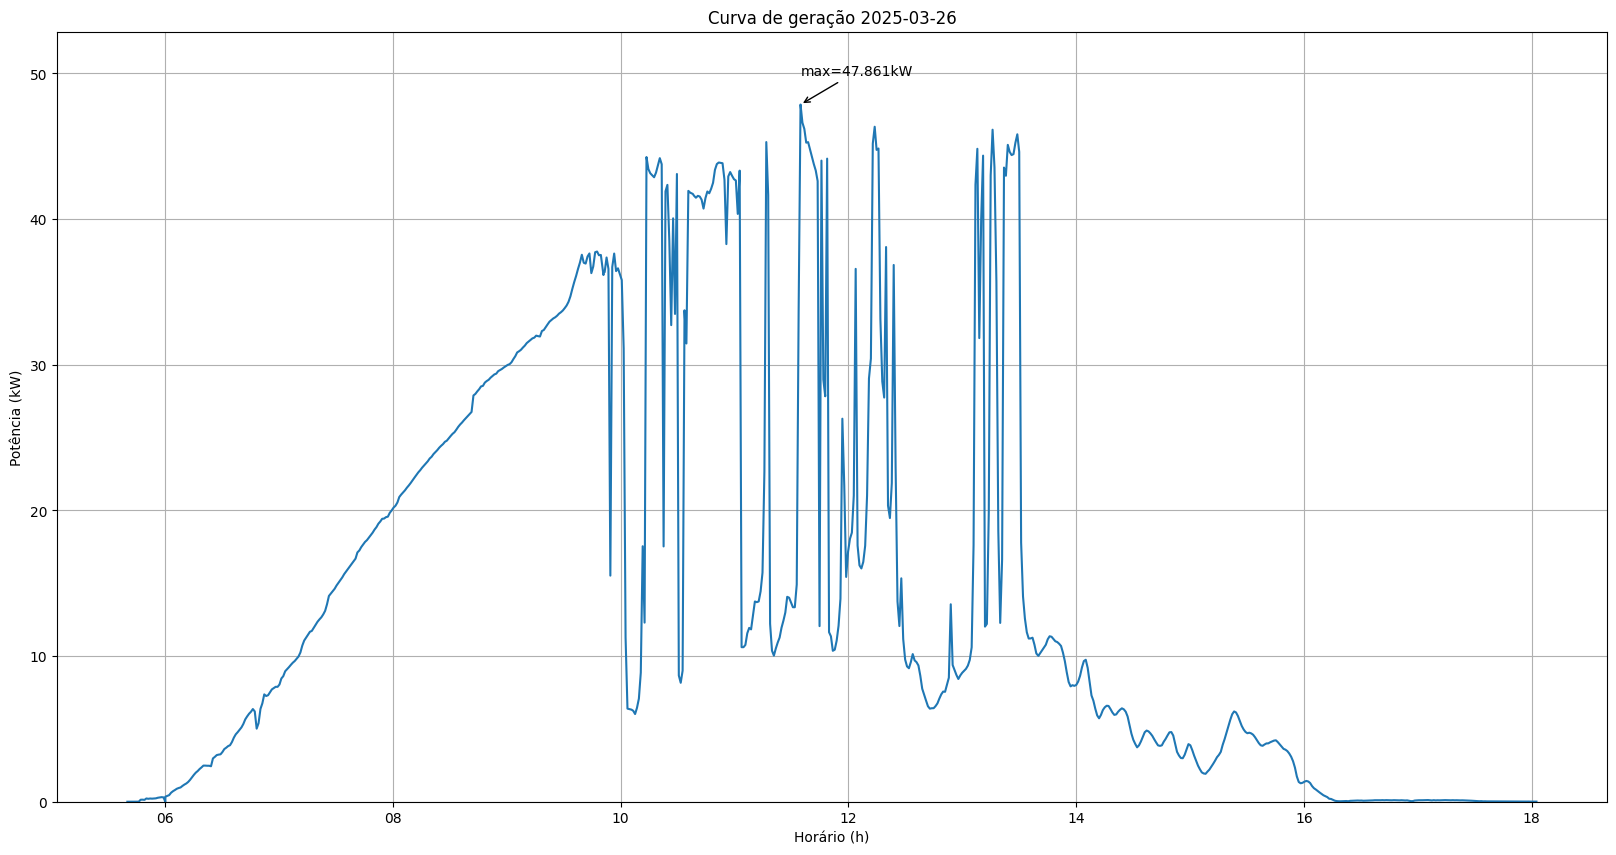 Curva de geração 2025-03-26
max=47.861kW
50
40
30
20
10
0
Potência (kW)
06 08 10 12 14 16 18
Horário (h)